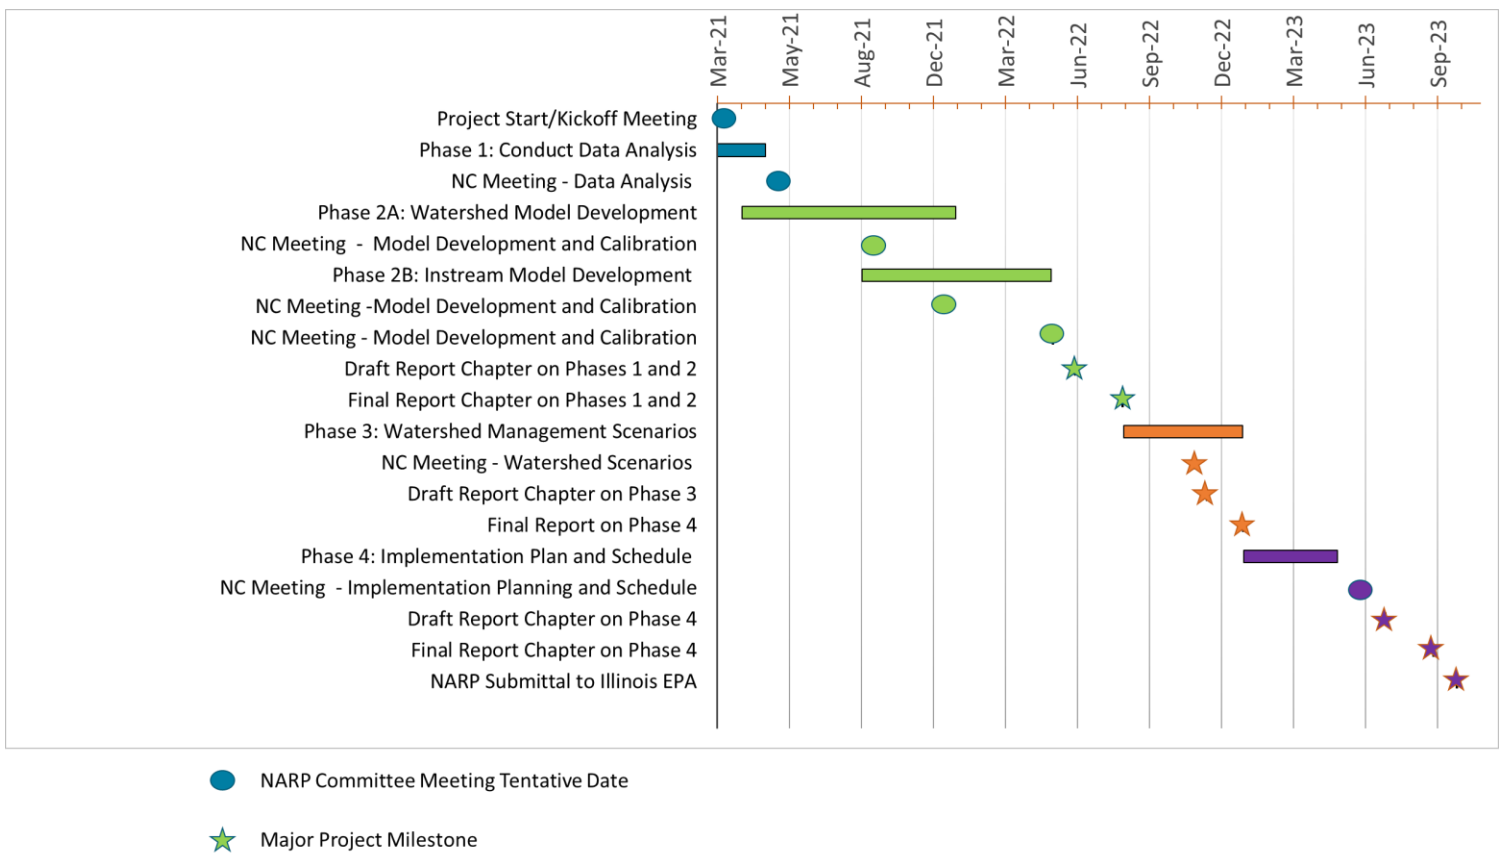 Mar-21 May-21 Aug-21 Dec-21 Mar-22 Jun-22 Sep-22 Dec-22 Mar-23 Jun-23 Sep-23
Project Start/Kickoff Meeting
Phase 1: Conduct Data Analysis
NC Meeting - Data Analysis
Phase 2A: Watershed Model Development
NC Meeting - Model Development and Calibration
Phase 2B: Instream Model Development
NC Meeting -Model Development and Calibration
NC Meeting - Model Development and Calibration
Draft Report Chapter on Phases 1 and 2
Final Report Chapter on Phases 1 and 2
Phase 3: Watershed Management Scenarios
NC Meeting - Watershed Scenarios
Draft Report Chapter on Phase 3
Final Report on Phase 4
Phase 4: Implementation Plan and Schedule
NC Meeting - Implementation Planning and Schedule
Draft Report Chapter on Phase 4
Final Report Chapter on Phase 4
NARP Submittal to Illinois EPA
NARP Committee Meeting Tentative Date
Major Project Milestone